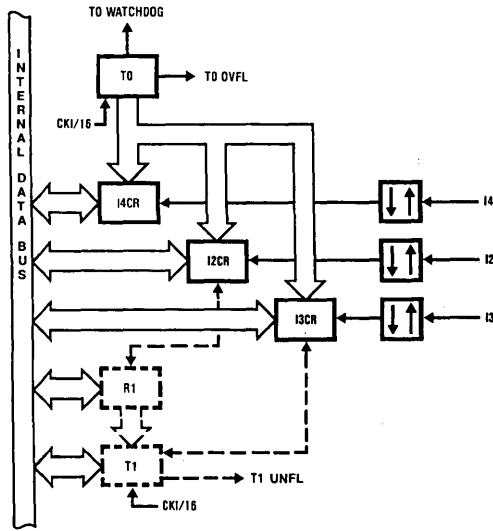 TO WATCHDOG
T0
T0 OVFL
CKI/16
INTERNAL DATA BUS
I4CR
I4
I2CR
I2
I3CR
I3
R1
T1
T1 UNFL
CKI/16